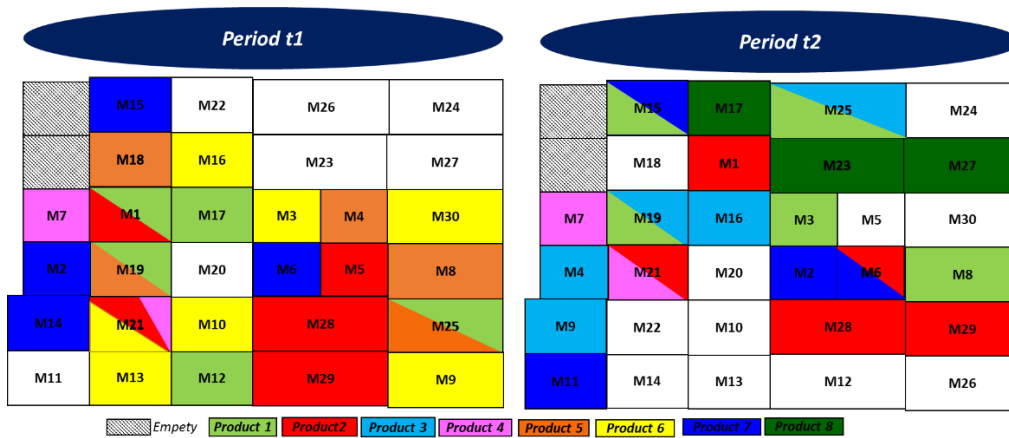 Period t1 Period t2
M15 M22 M26 M24 M15 M17 M25 M24
M18 M16 M23 M27 M18 M1 M23 M27
M7 M1 M17 M3 M4 M30 M7 M19 M16 M3 M5 M30
M2 M19 M20 M6 M5 M8 M4 M21 M20 M2 M6 M8
M14 M21 M10 M28 M25 M9 M22 M10 M28 M29
M11 M13 M12 M29 M9 M11 M14 M13 M12 M26
Empety Product 1 Product2 Product 3 Product 4 Product 5 Product 6 Product 7 Product 8